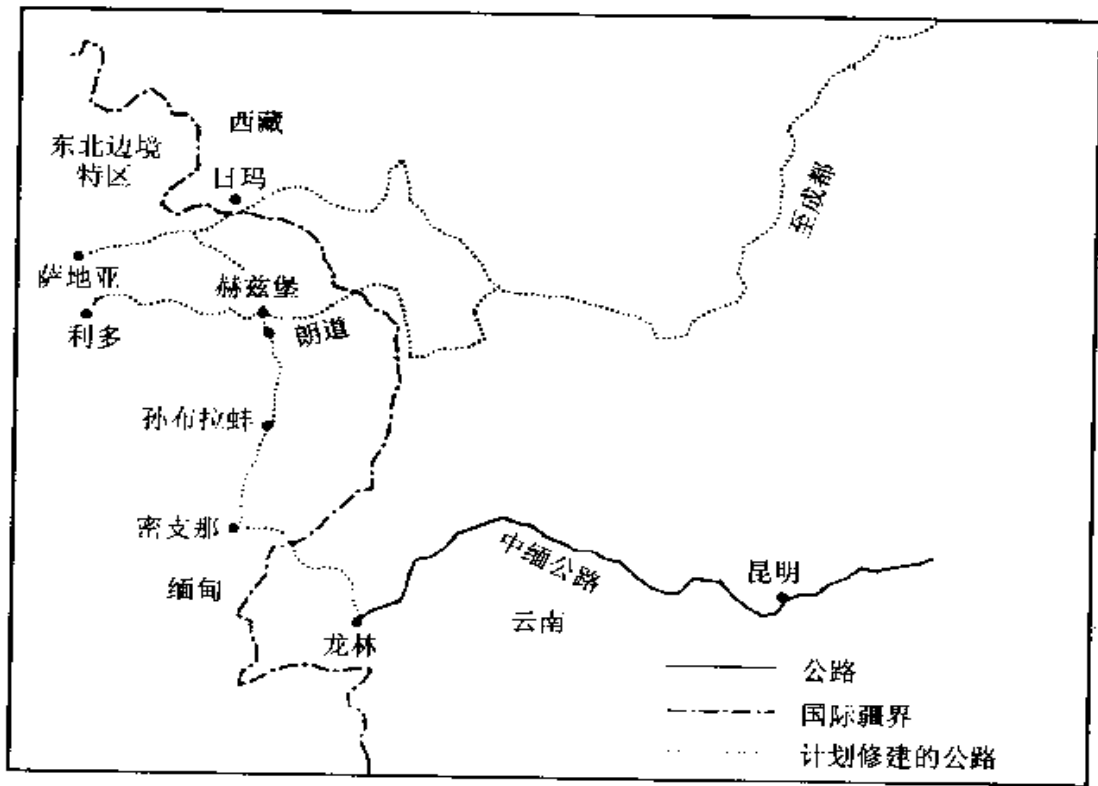 西藏
东北边境
特区
日玛
至成都
萨地亚
赫兹堡
利多
朗道
孙布拉蚌
密支那
中缅公路
昆明
缅甸
云南
龙林
公路
国际疆界
计划修建的公路